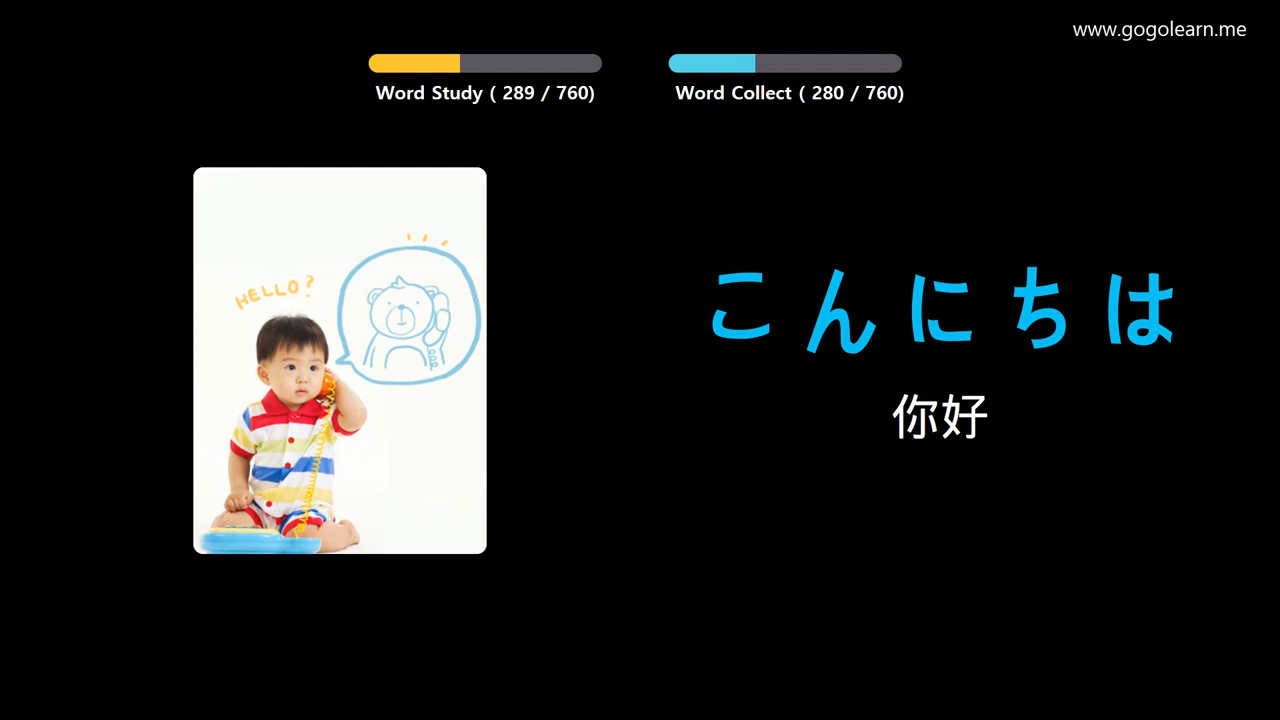 www.gogolearn.me
Word Study ( 289 / 760)
Word Collect ( 280 / 760)
HELLO?
こんにちは
你好